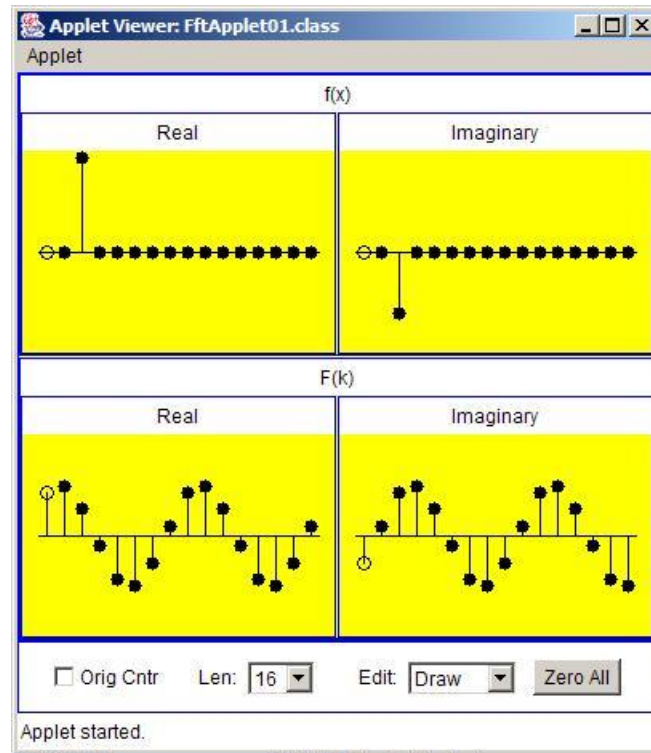 Applet Viewer: FftApplet01.class
Applet
f(x)
Real Imaginary
F(k)
Real Imaginary
Orig Cntr Len: 16 Edit: Draw Zero All
Applet started.